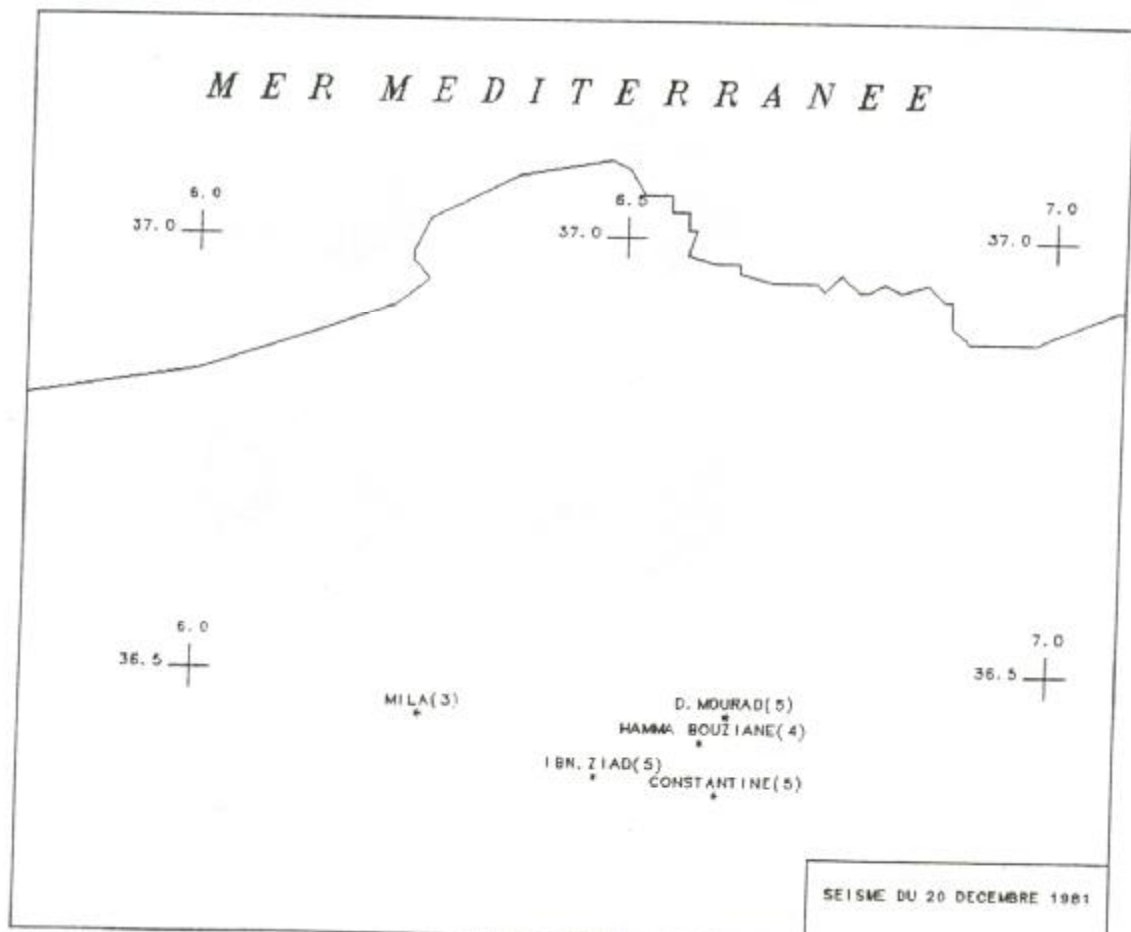 MER MEDITERRANEE
6.0
37.0
6.5
37.0
7.0
37.0
6.0
36.5
7.0
36.5
MILA(3)
D.MOURAD(5)
HAMMA BOUZIANE(4)
IBN.ZIAD(5)
CONSTANTINE(5)
SEISME DU 20 DECEMBRE 1981